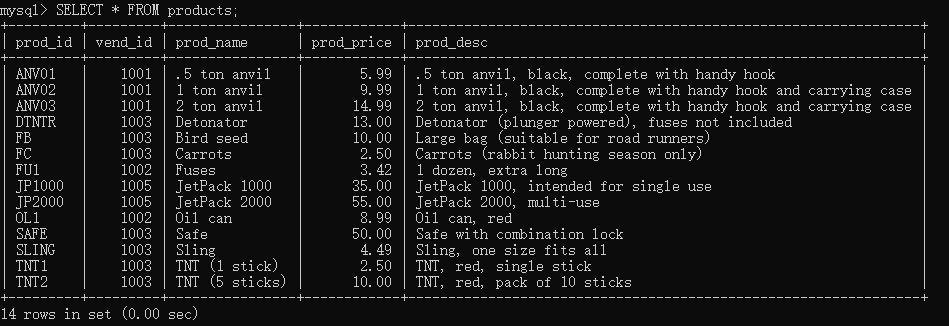 mysql> SELECT * FROM products;
+---------+---------+----------------+------------+----------------------------------------------------------------+
| prod_id | vend_id | prod_name      | prod_price | prod_desc                                                      |
+---------+---------+----------------+------------+----------------------------------------------------------------+
| ANV01   |    1001 | .5 ton anvil   |       5.99 | .5 ton anvil, black, complete with handy hook                  |
| ANV02   |    1001 | 1 ton anvil    |       9.99 | 1 ton anvil, black, complete with handy hook and carrying case |
| ANV03   |    1001 | 2 ton anvil    |      14.99 | 2 ton anvil, black, complete with handy hook and carrying case |
| DTNTR   |    1003 | Detonator      |      13.00 | Detonator (plunger powered), fuses not included                |
| FB      |    1003 | Bird seed      |      10.00 | Large bag (suitable for road runners)                          |
| FC      |    1003 | Carrots        |       2.50 | Carrots (rabbit hunting season only)                           |
| FU1     |    1002 | Fuses          |       3.42 | 1 dozen, extra long                                            |
| JP1000  |    1005 | JetPack 1000   |      35.00 | JetPack 1000, intended for single use                          |
| JP2000  |    1005 | JetPack 2000   |      55.00 | JetPack 2000, multi-use                                        |
| OL1     |    1002 | Oil can        |       8.99 | Oil can, red                                                   |
| SAFE    |    1003 | Safe           |      50.00 | Safe with combination lock                                     |
| SLING   |    1003 | Sling          |       4.49 | Sling, one size fits all                                       |
| TNT1    |    1003 | TNT (1 stick)  |       2.50 | TNT, red, single stick                                         |
| TNT2    |    1003 | TNT (5 sticks) |      10.00 | TNT, red, pack of 10 sticks                                    |
+---------+---------+----------------+------------+----------------------------------------------------------------+
14 rows in set (0.00 sec)